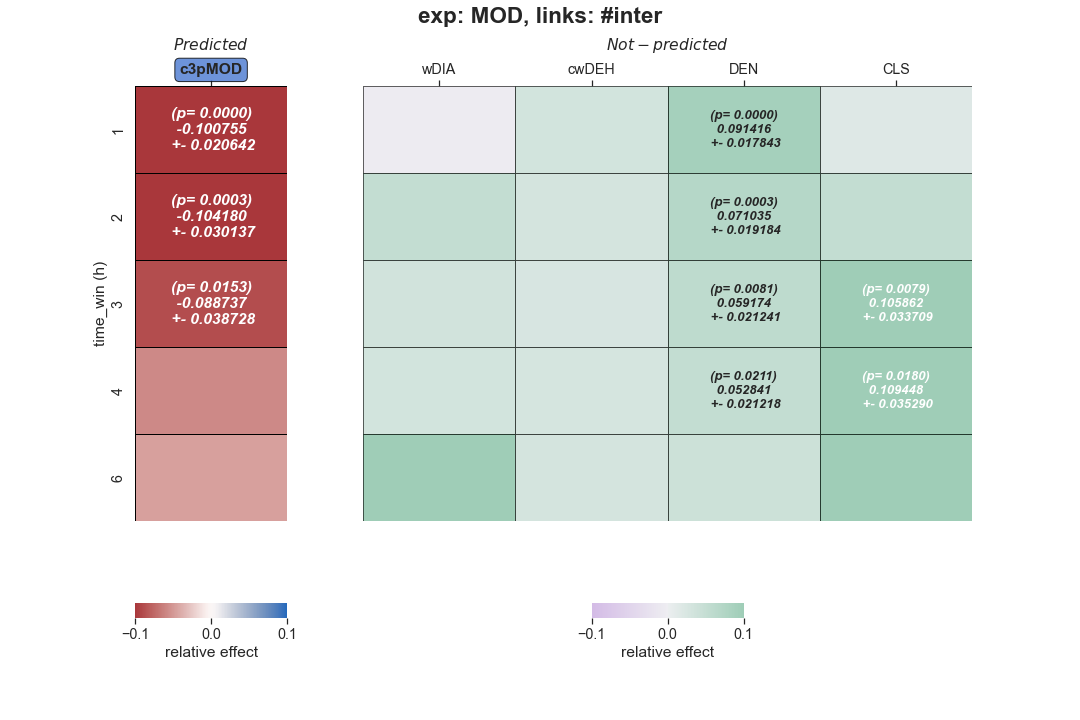 exp: MOD, links: #inter
Predicted
Not − predicted
c3pMOD
wDIA
cwDEH
DEN
CLS
time_win (h)
1
(p= 0.0000)
-0.100755
+- 0.020642
(p= 0.0000)
0.091416
+- 0.017843
2
(p= 0.0003)
-0.104180
+- 0.030137
(p= 0.0003)
0.071035
+- 0.019184
3
(p= 0.0153)
-0.088737
+- 0.038728
(p= 0.0081)
0.059174
+- 0.021241
(p= 0.0079)
0.105862
+- 0.033709
4
(p= 0.0211)
0.052841
+- 0.021218
(p= 0.0180)
0.109448
+- 0.035290
6
−0.1 0.0 0.1
relative effect
−0.1 0.0 0.1
relative effect